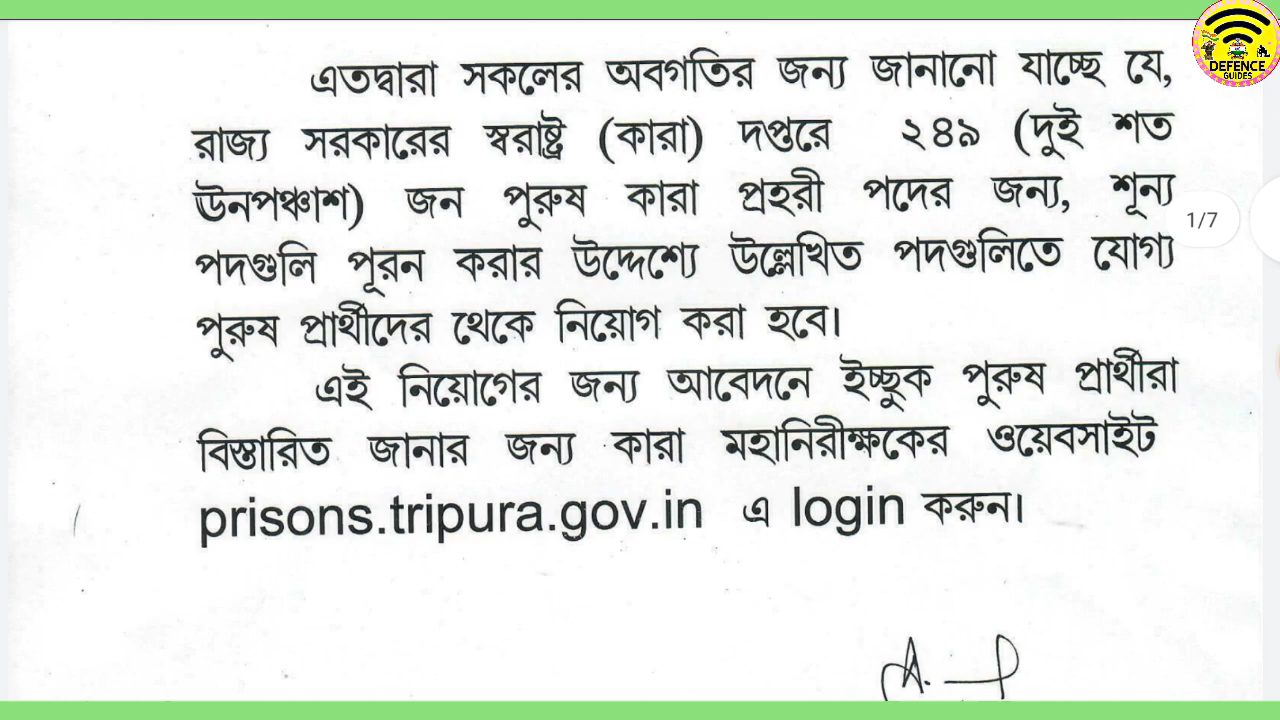 DEFENCE
GUIDES
এতদ্বারা সকলের অবগতির জন্য জানানো যাচ্ছে যে,
রাজ্য সরকারের স্বরাষ্ট্র (কারা) দপ্তরে ২৪৯ (দুই শত
ঊনপঞ্চাশ) জন পুরুষ কারা প্রহরী পদের জন্য, শূন্য
পদগুলি পূরন করার উদ্দেশ্যে উল্লেখিত পদগুলিতে যোগ্য
1/7
পুরুষ প্রার্থীদের থেকে নিয়োগ করা হবে।
এই নিয়োগের জন্য আবেদনে ইচ্ছুক পুরুষ প্রার্থীরা
বিস্তারিত জানার জন্য কারা মহানিরীক্ষকের ওয়েবসাইট
prisons.tripura.gov.in এ login করুন।